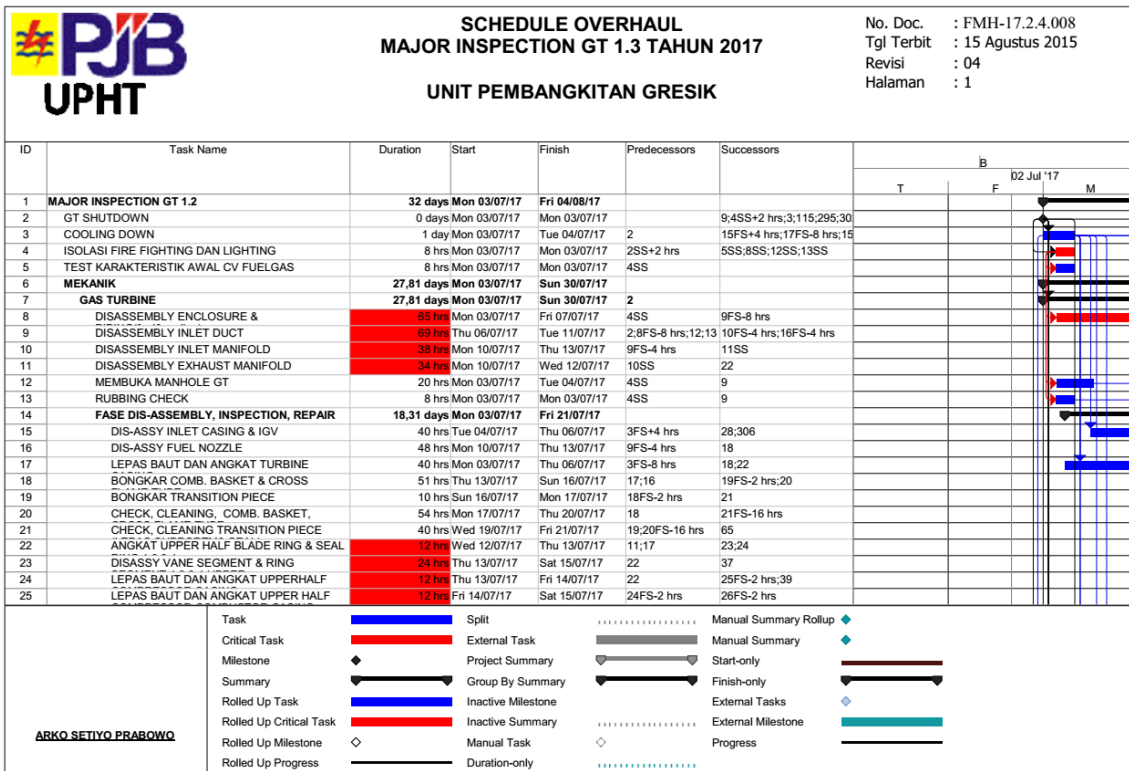 PJB
UPHT
SCHEDULE OVERHAUL
MAJOR INSPECTION GT 1.3 TAHUN 2017
UNIT PEMBANGKITAN GRESIK
No. Doc. : FMH-17.2.4.008
Tgl Terbit : 15 Agustus 2015
Revisi : 04
Halaman : 1
ID Task Name Duration Start Finish Predecessors Successors
B
02 Jul '17
T F M
1 MAJOR INSPECTION GT 1.2 32 days Mon 03/07/17 Fri 04/08/17
2 GT SHUTDOWN 0 days Mon 03/07/17 Mon 03/07/17 9;4SS+2 hrs;3;115;295;30
3 COOLING DOWN 1 day Mon 03/07/17 Tue 04/07/17 2 15FS+4 hrs;17FS-8 hrs;15
4 ISOLASI FIRE FIGHTING DAN LIGHTING 8 hrs Mon 03/07/17 Mon 03/07/17 2SS+2 hrs 5SS;8SS;12SS;13SS
5 TEST KARAKTERISTIK AWAL CV FUELGAS 8 hrs Mon 03/07/17 Mon 03/07/17 4SS
6 MEKANIK 27,81 days Mon 03/07/17 Sun 30/07/17
7 GAS TURBINE 27,81 days Mon 03/07/17 Sun 30/07/17 2
8 DISASSEMBLY ENCLOSURE & 65 hrs Mon 03/07/17 Fri 07/07/17 4SS 9FS-8 hrs
9 DISASSEMBLY INLET DUCT 69 hrs Thu 06/07/17 Tue 11/07/17 2;8FS-8 hrs;12;13 10FS-4 hrs;16FS-4 hrs
10 DISASSEMBLY INLET MANIFOLD 38 hrs Mon 10/07/17 Thu 13/07/17 9FS-4 hrs 11SS
11 DISASSEMBLY EXHAUST MANIFOLD 34 hrs Mon 10/07/17 Wed 12/07/17 10SS 22
12 MEMBUKA MANHOLE GT 20 hrs Mon 03/07/17 Tue 04/07/17 4SS 9
13 RUBBING CHECK 8 hrs Mon 03/07/17 Mon 03/07/17 4SS 9
14 FASE DIS-ASSEMBLY, INSPECTION, REPAIR 18,31 days Mon 03/07/17 Fri 21/07/17
15 DIS-ASSY INLET CASING & IGV 40 hrs Tue 04/07/17 Thu 06/07/17 3FS+4 hrs 28;306
16 DIS-ASSY FUEL NOZZLE 48 hrs Mon 10/07/17 Thu 13/07/17 9FS-4 hrs 18
17 LEPAS BAUT DAN ANGKAT TURBINE 40 hrs Mon 03/07/17 Thu 06/07/17 3FS-8 hrs 18;22
18 BONGKAR COMB. BASKET & CROSS 51 hrs Thu 13/07/17 Sun 16/07/17 17;16 19FS-2 hrs;20
19 BONGKAR TRANSITION PIECE 10 hrs Sun 16/07/17 Mon 17/07/17 18FS-2 hrs 21
20 CHECK, CLEANING, COMB. BASKET, 54 hrs Mon 17/07/17 Thu 20/07/17 18 21FS-16 hrs
21 CHECK, CLEANING TRANSITION PIECE 40 hrs Wed 19/07/17 Fri 21/07/17 19;20FS-16 hrs 65
22 ANGKAT UPPER HALF BLADE RING & SEAL 12 hrs Wed 12/07/17 Thu 13/07/17 11;17 23;24
23 DISASSY VANE SEGMENT & RING 24 hrs Thu 13/07/17 Sat 15/07/17 22 37
24 LEPAS BAUT DAN ANGKAT UPPERHALF 12 hrs Thu 13/07/17 Fri 14/07/17 22 25FS-2 hrs;39
25 LEPAS BAUT DAN ANGKAT UPPER HALF 12 hrs Fri 14/07/17 Sat 15/07/17 24FS-2 hrs 26FS-2 hrs
Task Split Manual Summary Rollup
Critical Task External Task Manual Summary
Milestone Project Summary Start-only
Summary Group By Summary Finish-only
Rolled Up Task Inactive Milestone External Tasks
Rolled Up Critical Task Inactive Summary External Milestone
Rolled Up Milestone Manual Task Progress
Rolled Up Progress Duration-only
ARKO SETIYO PRABOWO